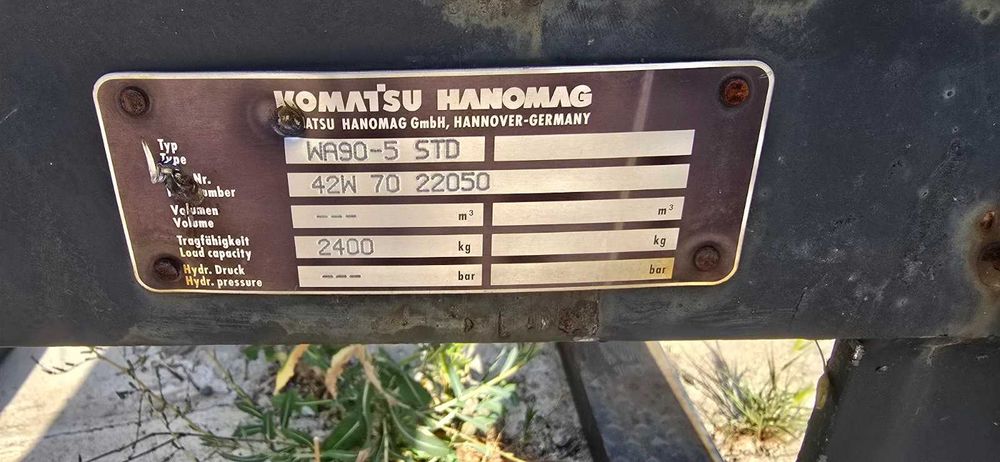 KOMATSU HANOMAG
ATSU HANOMAG GmbH, HANNOVER-GERMANY
Typ
Type
WA90-5 STD
Nr.
umber
42W 70 22050
Volumen
Volume
--- m³ m³
Tragfähigkeit
Load capacity
2400 kg kg
Hydr. Druck
Hydr. pressure
--- bar bar